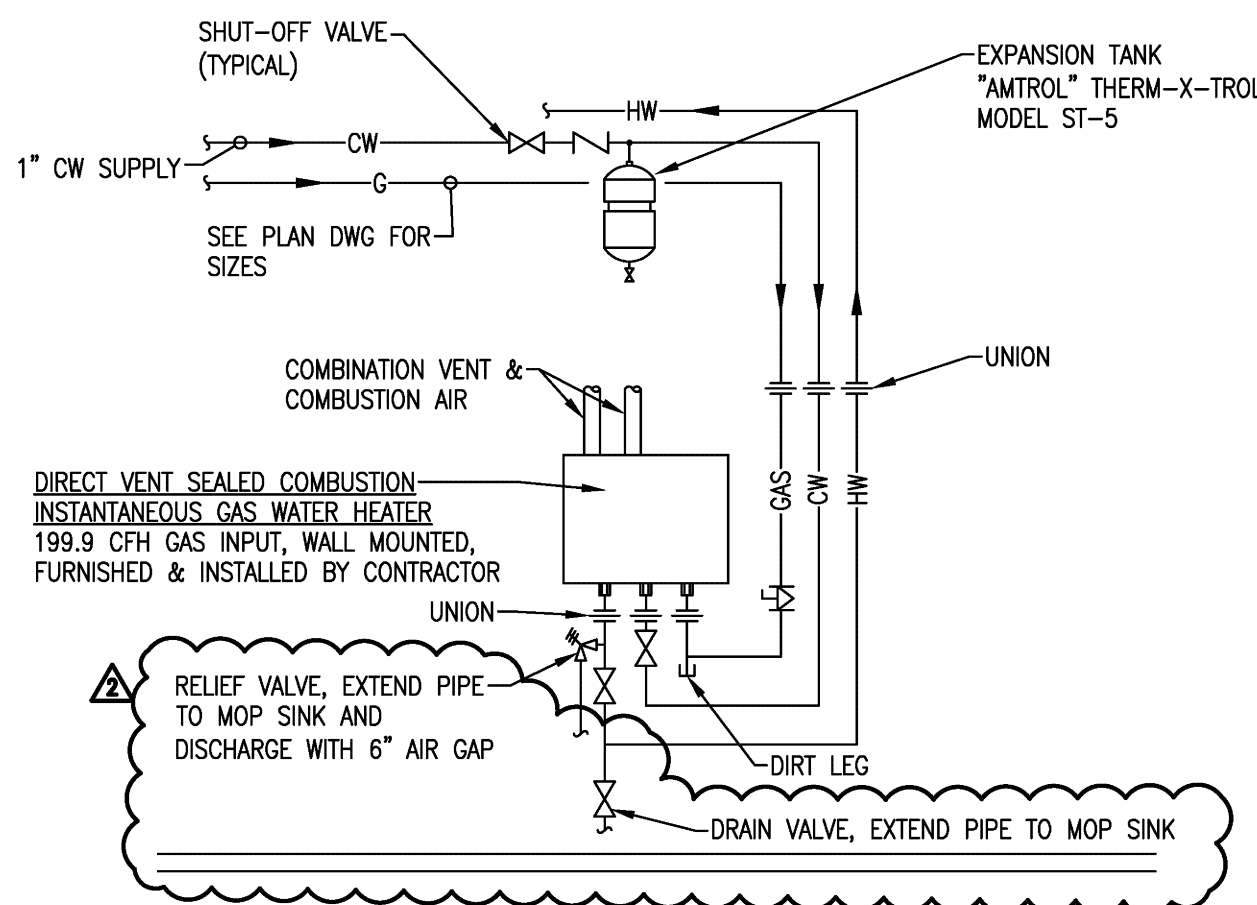 SHUT-OFF VALVE
(TYPICAL)
EXPANSION TANK
"AMTROL" THERM-X-TROL
MODEL ST-5
HW
CW
1" CW SUPPLY
G
SEE PLAN DWG FOR
SIZES
UNION
COMBINATION VENT &
COMBUSTION AIR
GAS
CW
HW
DIRECT VENT SEALED COMBUSTION
INSTANTANEOUS GAS WATER HEATER
199.9 CFH GAS INPUT, WALL MOUNTED,
FURNISHED & INSTALLED BY CONTRACTOR
UNION
2
RELIEF VALVE, EXTEND PIPE
TO MOP SINK AND
DISCHARGE WITH 6" AIR GAP
DIRT LEG
DRAIN VALVE, EXTEND PIPE TO MOP SINK